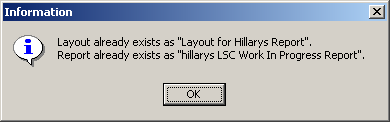 Information
Layout already exists as "Layout for Hillarys Report".
Report already exists as "hillarys LSC Work In Progress Report".
OK